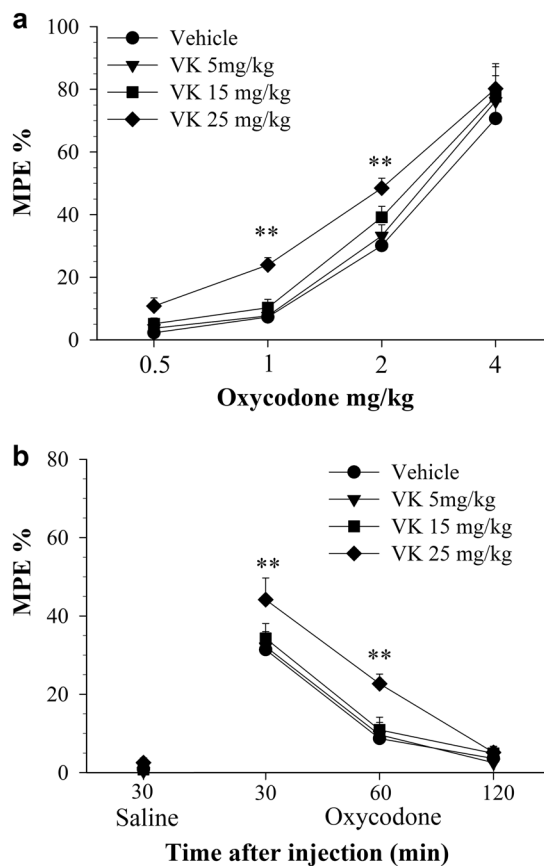 a
100
80
60
40
20
0
MPE %
Vehicle
VK 5mg/kg
VK 15 mg/kg
VK 25 mg/kg
**
**
0.5 1 2 4
Oxycodone mg/kg
b
80
60
40
20
0
MPE %
Vehicle
VK 5mg/kg
VK 15 mg/kg
VK 25 mg/kg
**
**
30 30 60 120
Saline Oxycodone
Time after injection (min)